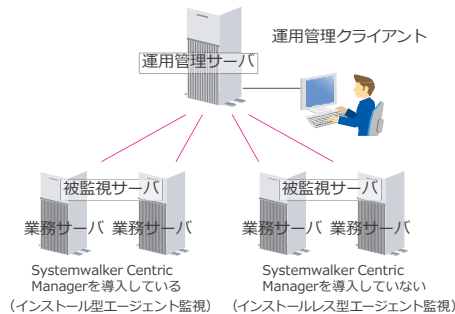 運用管理クライアント
運用管理サーバ
被監視サーバ
被監視サーバ
業務サーバ 業務サーバ
業務サーバ 業務サーバ
Systemwalker Centric
Managerを導入している
（インストール型エージェント監視）
Systemwalker Centric
Managerを導入していない
（インストールレス型エージェント監視）